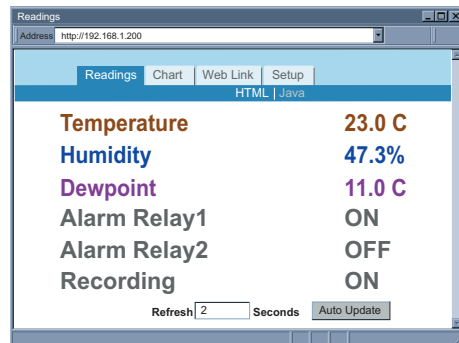 Readings
Address http://192.168.1.200
Readings Chart Web Link Setup
HTML | Java
Temperature 23.0 C
Humidity 47.3%
Dewpoint 11.0 C
Alarm Relay1 ON
Alarm Relay2 OFF
Recording ON
Refresh 2 Seconds Auto Update